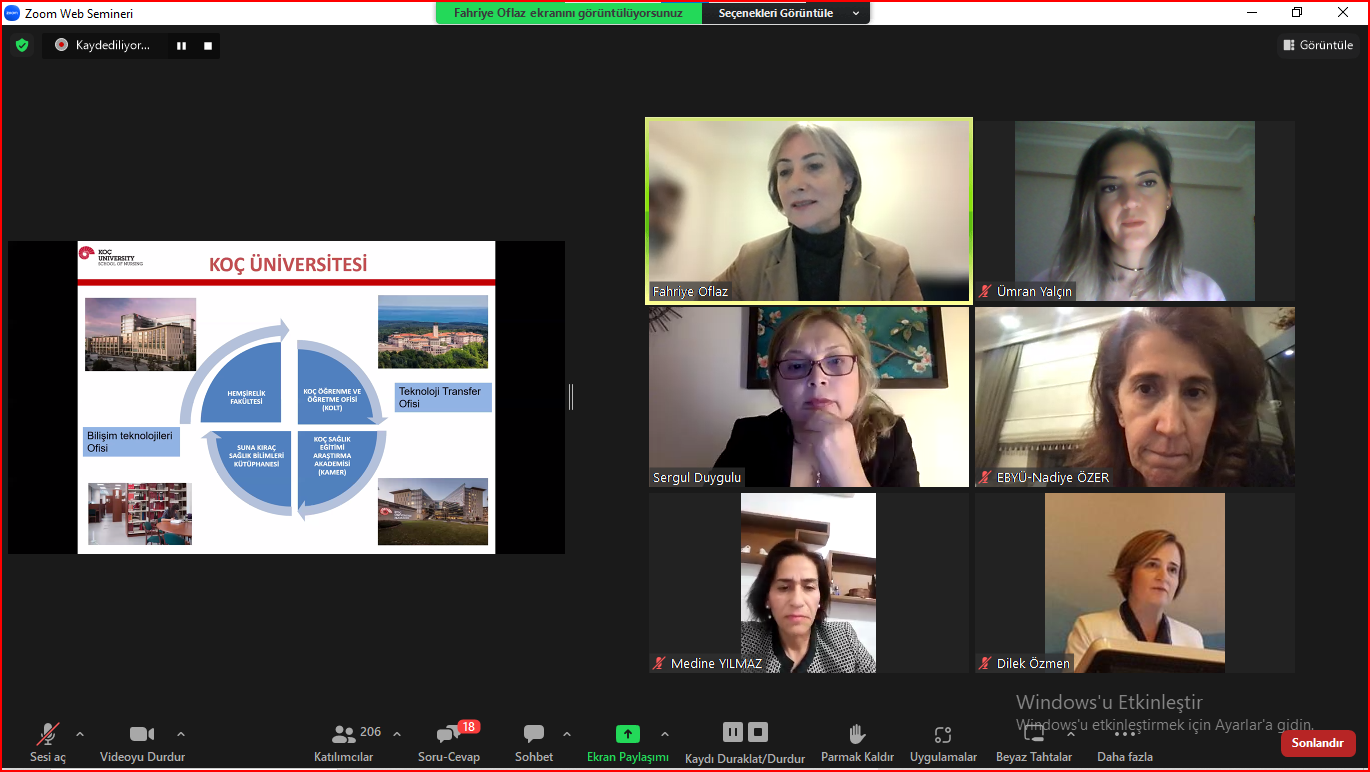 Zoom Web Semineri
Fahriye Oflaz ekranını görüntülüyorsunuz
Seçenekleri Görüntüle
Kaydediliyor...
Görüntüle
KOÇ
UNIVERSITY
SCHOOL OF NURSING
KOÇ ÜNİVERSİTESİ
HEMŞİRELİK
FAKÜLTESİ
KOÇ ÖĞRENME VE
ÖĞRETME OFİSİ
(KOLT)
Teknoloji Transfer
Ofisi
Bilişim teknolojileri
Ofisi
SUNA KIRAÇ
SAĞLIK BİLİMLERİ
KÜTÜPHANESİ
KOÇ SAĞLIK
EĞİTİMİ
ARAŞTIRMA
AKADEMİSİ
(KAMER)
Fahriye Oflaz
Ümran Yalçın
Sergul Duygulu
EBYÜ-Nadiye ÖZER
Medine YILMAZ
Dilek Özmen
Windows'u Etkinleştir
Windows'u etkinleştirmek için Ayarlar'a gidin.
Sesi aç
Videoyu Durdur
206
Katılımcılar
18
Soru-Cevap
Sohbet
Ekran Paylaşımı
Kaydı Duraklat/Durdur
Parmak Kaldır
Uygulamalar
Beyaz Tahtalar
Daha fazla
Sonlandır